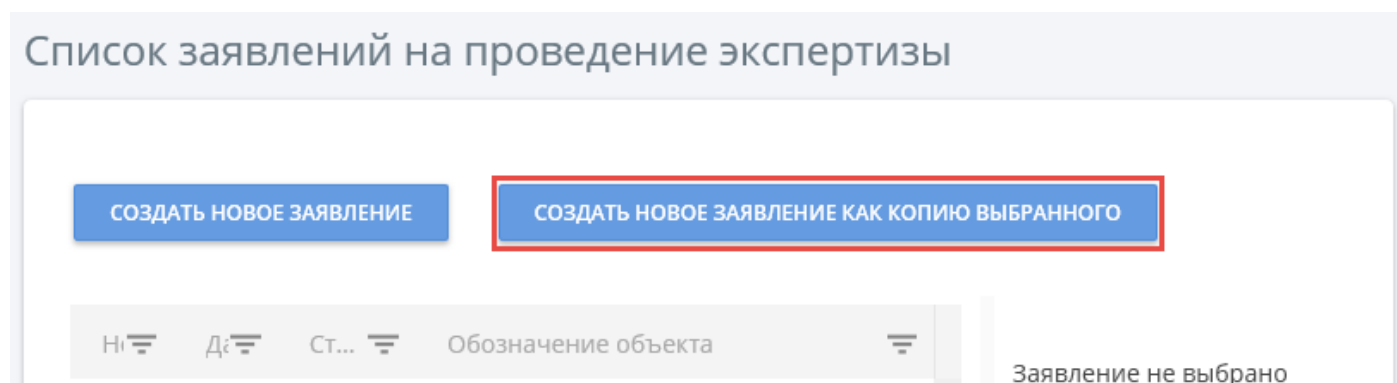 Список заявлений на проведение экспертизы
СОЗДАТЬ НОВОЕ ЗАЯВЛЕНИЕ СОЗДАТЬ НОВОЕ ЗАЯВЛЕНИЕ КАК КОПИЮ ВЫБРАННОГО
Ст... Обозначение объекта
Заявление не выбрано